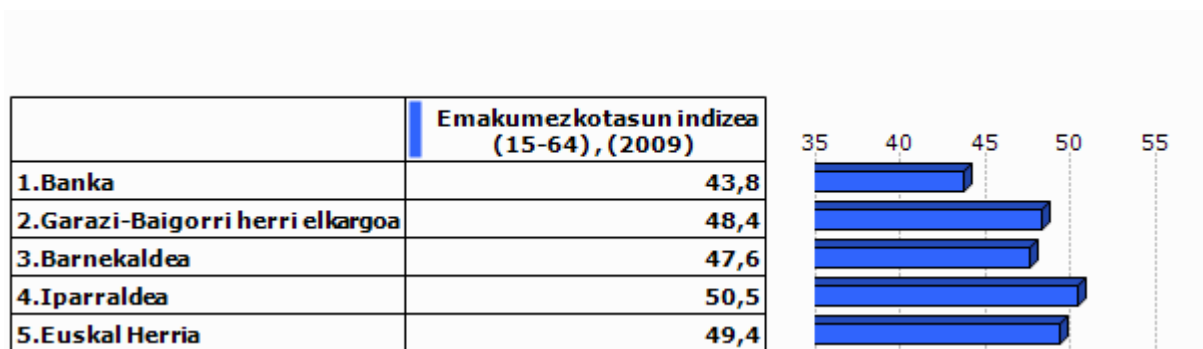 Emakumezkotasun indizea
(15-64), (2009)
35 40 45 50 55
1.Banka 43,8
2.Garazi-Baigorri herri elkargoa 48,4
3.Barnekaldea 47,6
4.Iparraldea 50,5
5.Euskal Herria 49,4